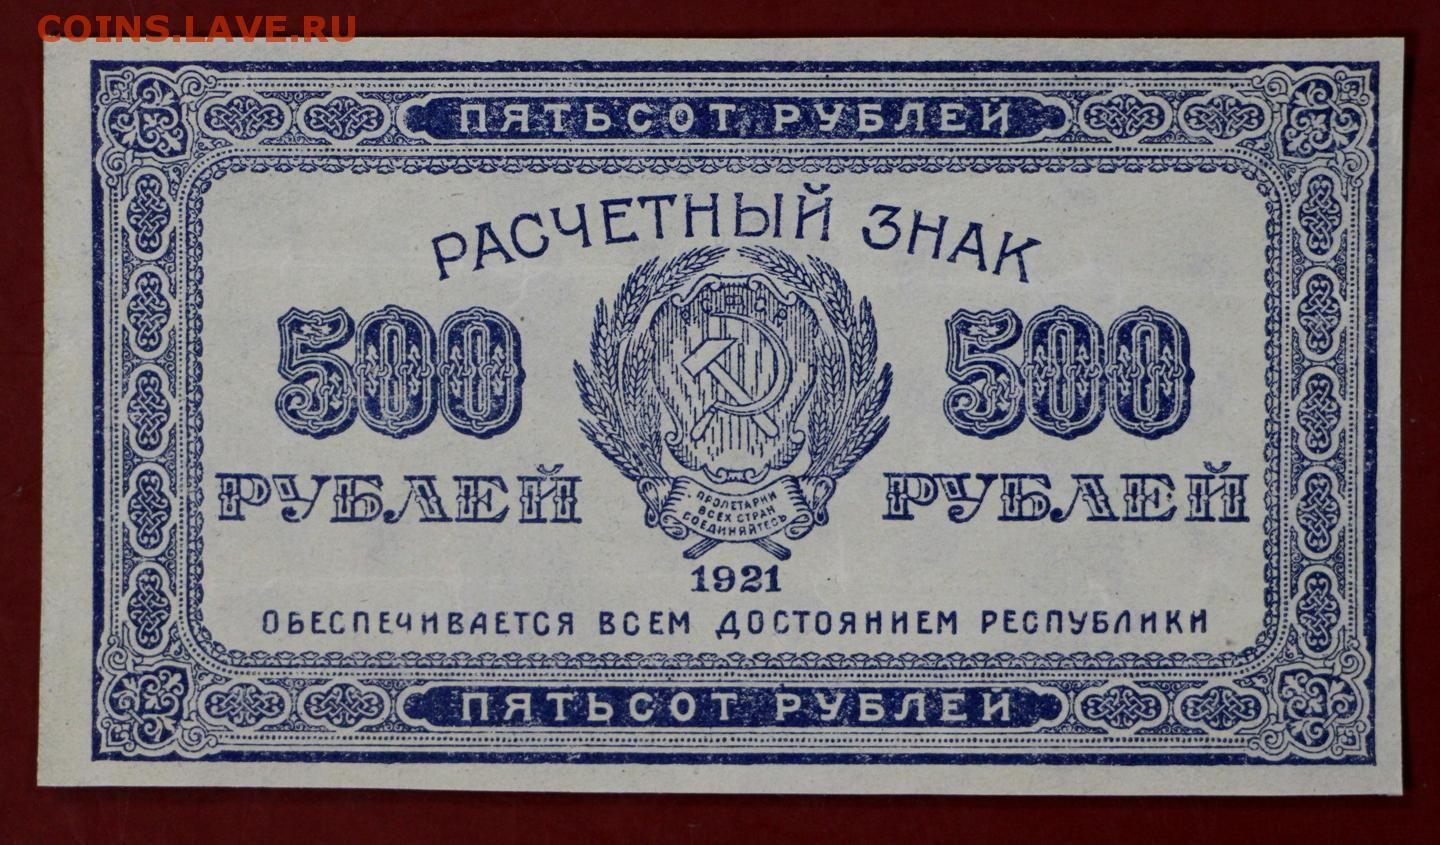 COINS.LAVE.RU
ПЯТЬСОТ РУБЛЕЙ
РАСЧЕТНЫЙ ЗНАК
РСФСР
500 500
РУБЛЕЙ РУБЛЕЙ
ПРОЛЕТАРИИ
ВСЕХ СТРАН
СОЕДИНЯЙТЕСЬ
1921
ОБЕСПЕЧИВАЕТСЯ ВСЕМ ДОСТОЯНИЕМ РЕСПУБЛИКИ
ПЯТЬСОТ РУБЛЕЙ